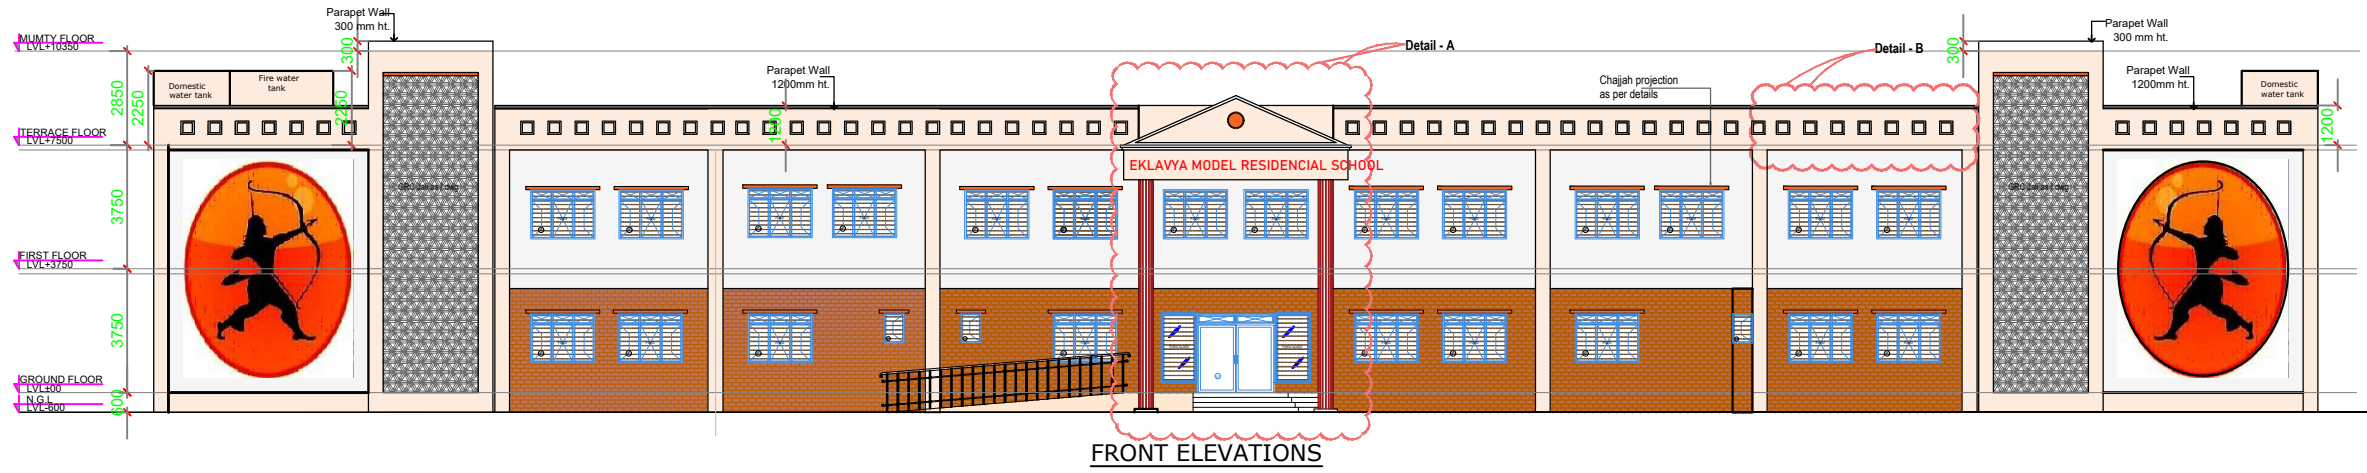 Parapet Wall
300 mm ht.
MUMTY FLOOR
LVL+10350
300
Detail - A
Detail - B
Parapet Wall
300 mm ht.
300
Domestic
water tank
Fire water
tank
2850
2250
2250
Parapet Wall
1200mm ht.
1200
Chajjah projection
as per details
Parapet Wall
1200mm ht.
Domestic
water tank
1200
TERRACE FLOOR
LVL+7500
EKLAVYA MODEL RESIDENCIAL SCHOOL
3750
FIRST FLOOR
LVL+3750
3750
GROUND FLOOR
LVL±00
N.G.L
LVL-600
600
FRONT ELEVATIONS